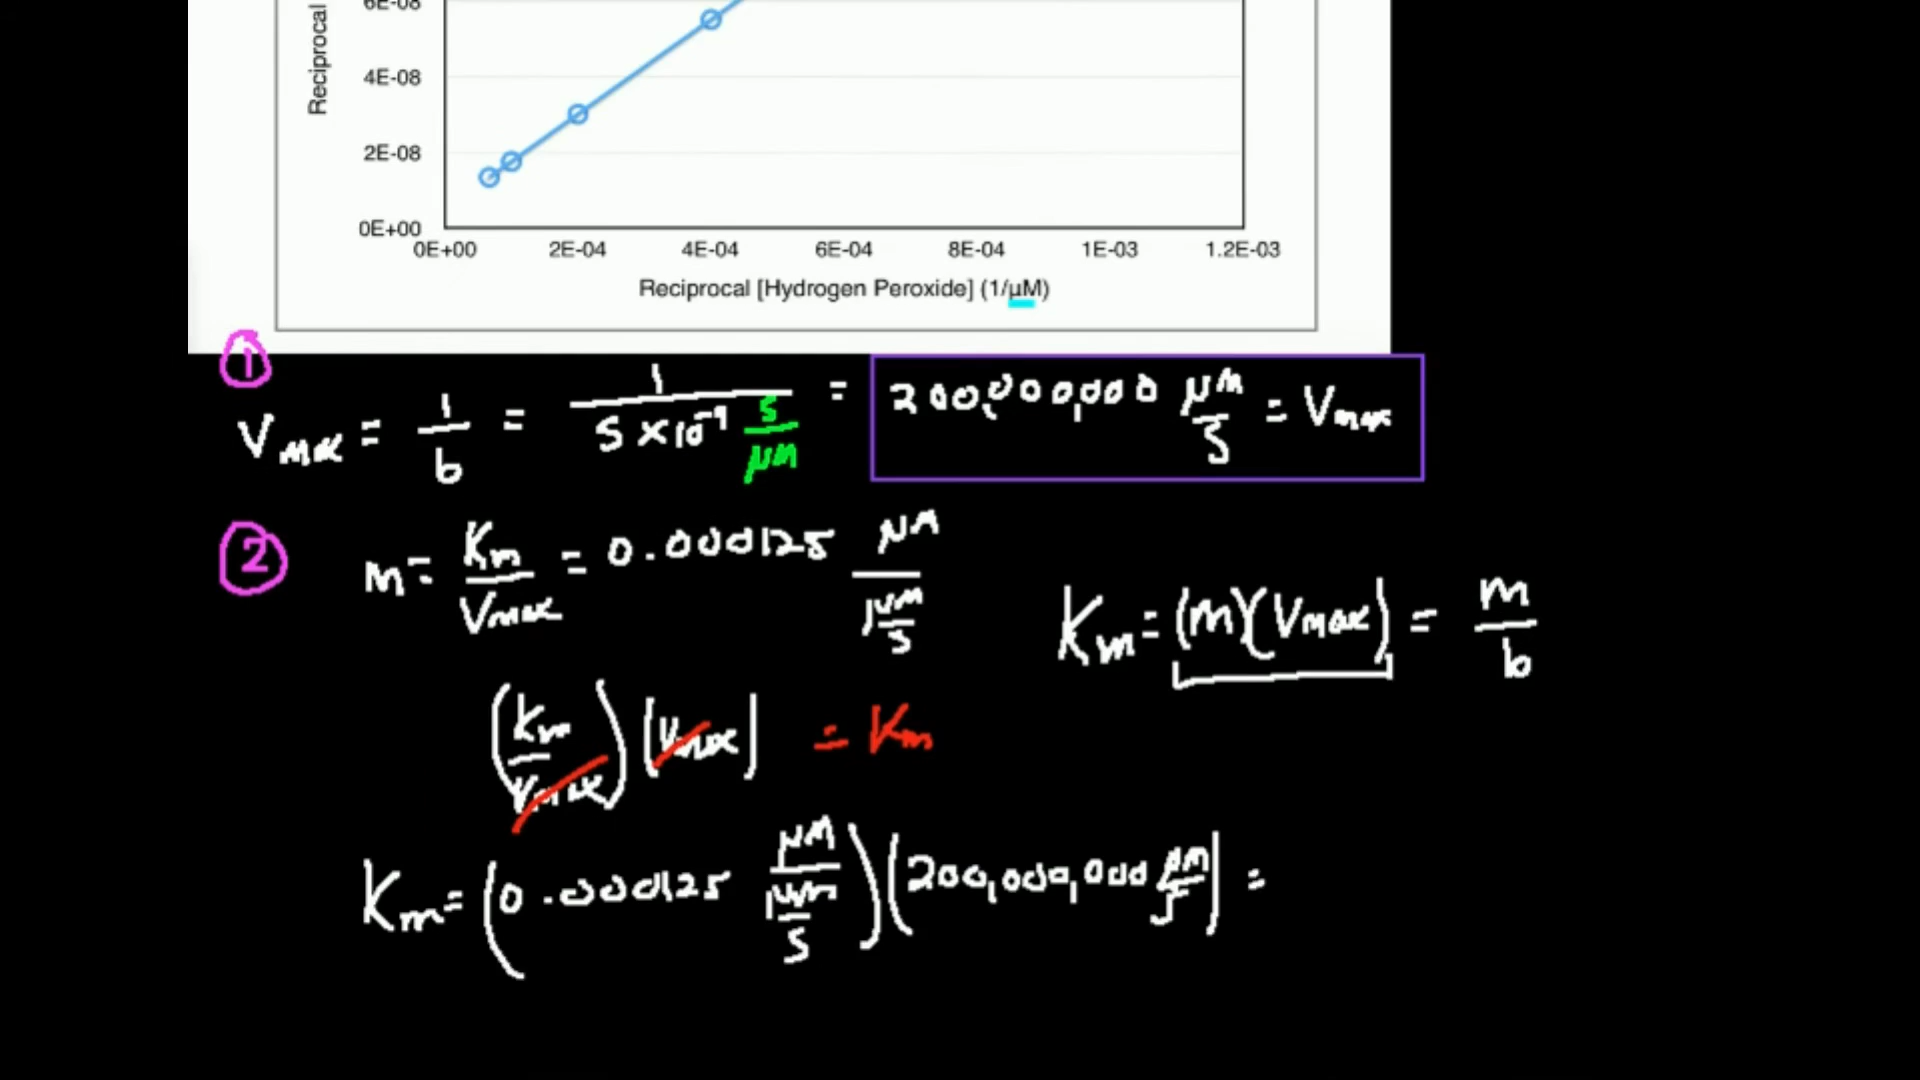 6E-08
Reciprocal
4E-08
2E-08
0E+00
0E+00 2E-04 4E-04 6E-04 8E-04 1E-03 1.2E-03
Reciprocal [Hydrogen Peroxide] (1/μM)
①
Vmax = 1/b = 1/(5 × 10⁻⁹ s/μM) = 200,000,000 μM/s = Vmax
② m = Km/Vmax = 0.000125 μM/(μM/s)
Km = (m)(Vmax) = m/b
(Km/Vmax)(Vmax) = Km
Km = (0.000125 μM/(μM/s))(200,000,000 μM/s) =